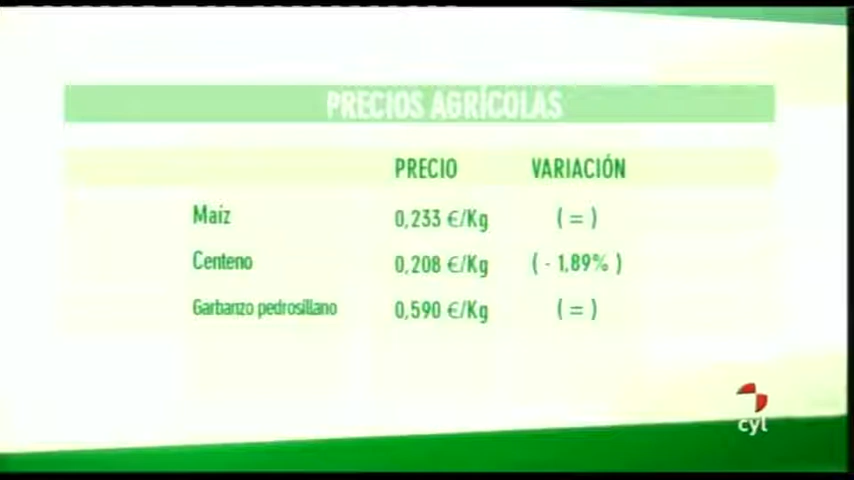 PRECIOS AGRÍCOLAS
PRECIO VARIACIÓN
Maíz 0,233 €/Kg ( = )
Centeno 0,208 €/Kg ( - 1,89% )
Garbanzo pedrosillano 0,590 €/Kg ( = )
cyl